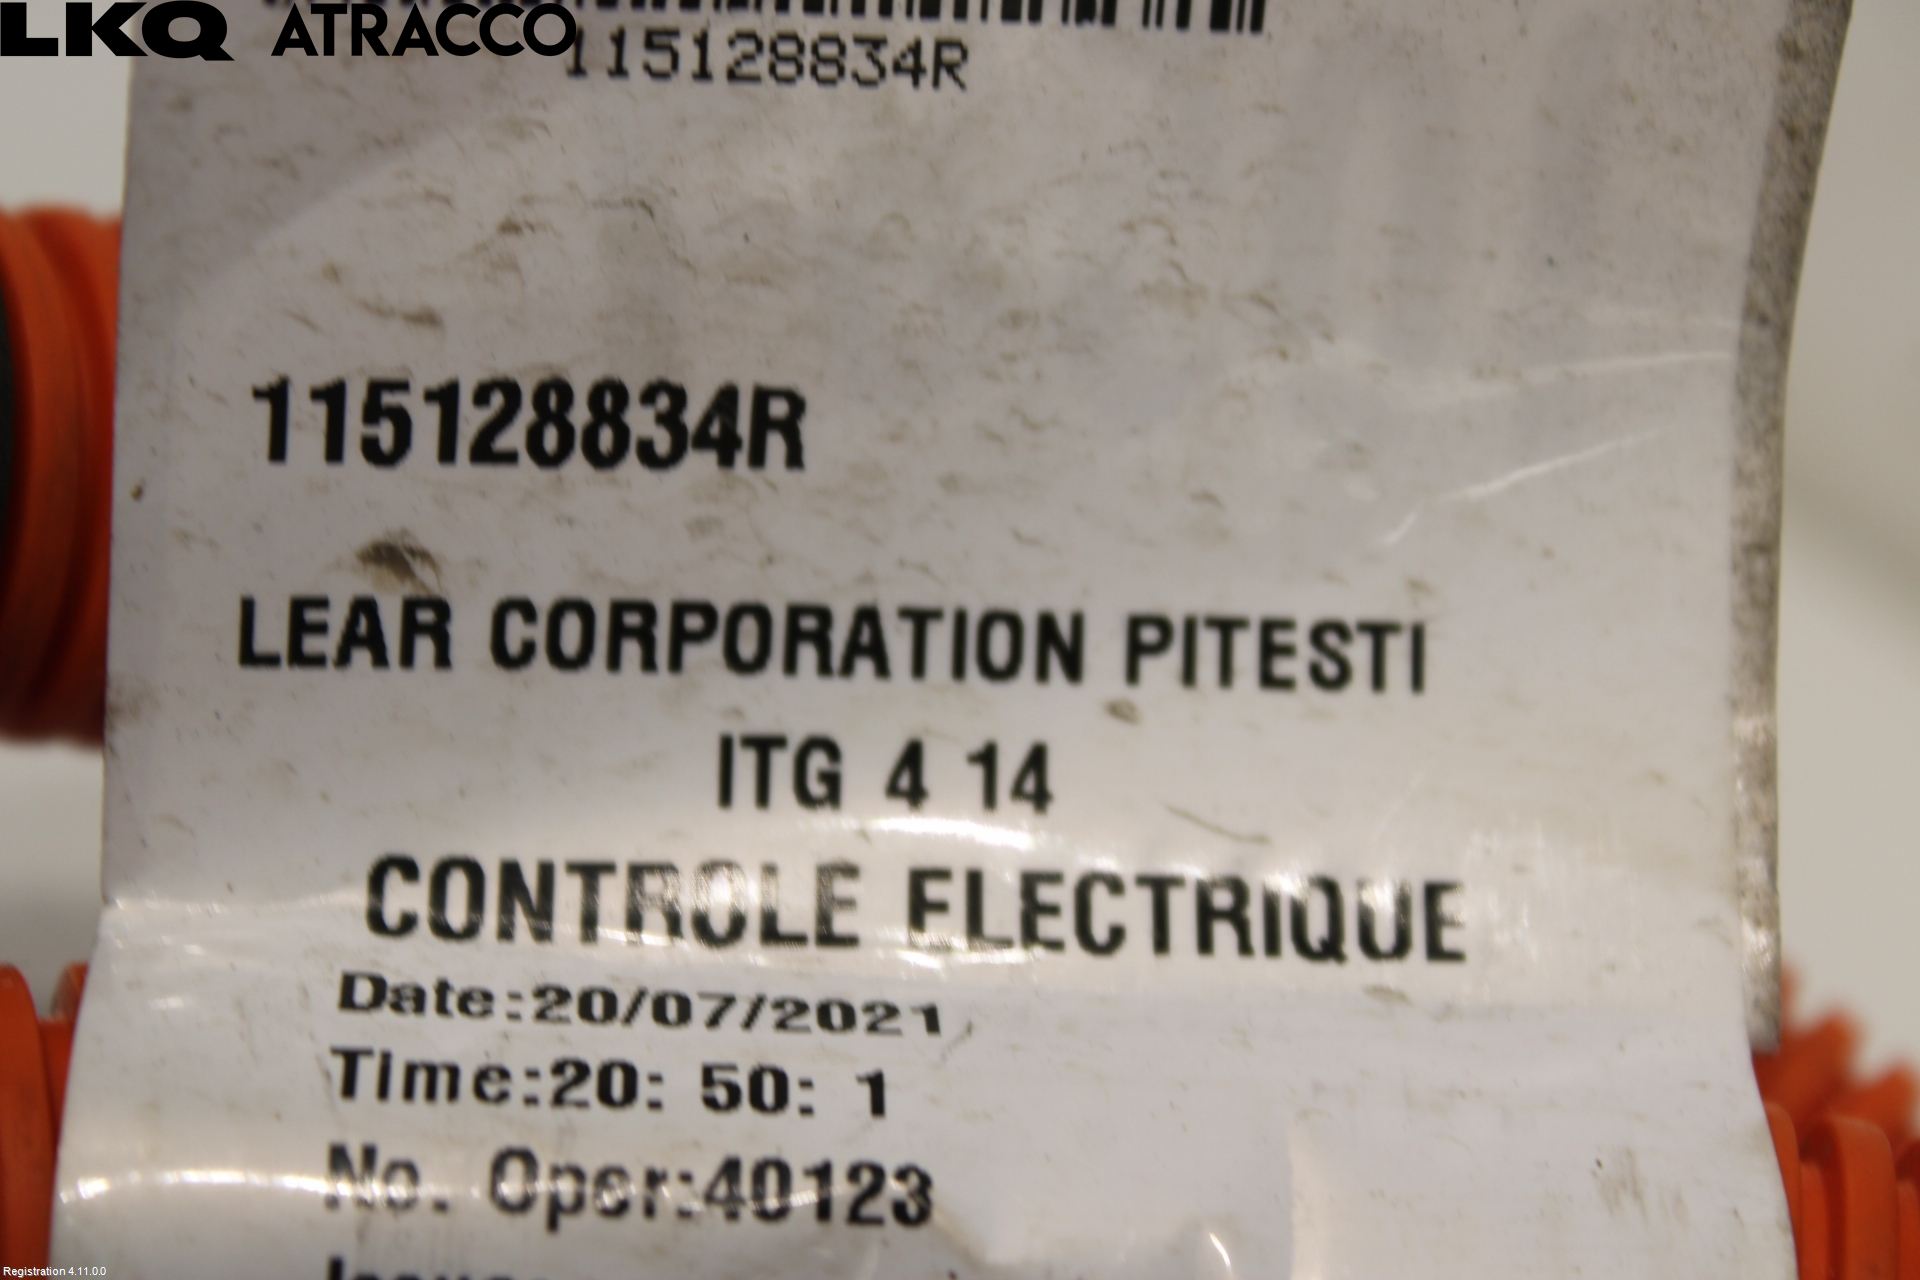 LKQ ATRACCO
115128834R
115128834R
LEAR CORPORATION PITESTI
ITG 4 14
CONTROLE ELECTRIQUE
Date:20/07/2021
Time:20: 50: 1
No. Oper:40123
Registration 4.11.0.0